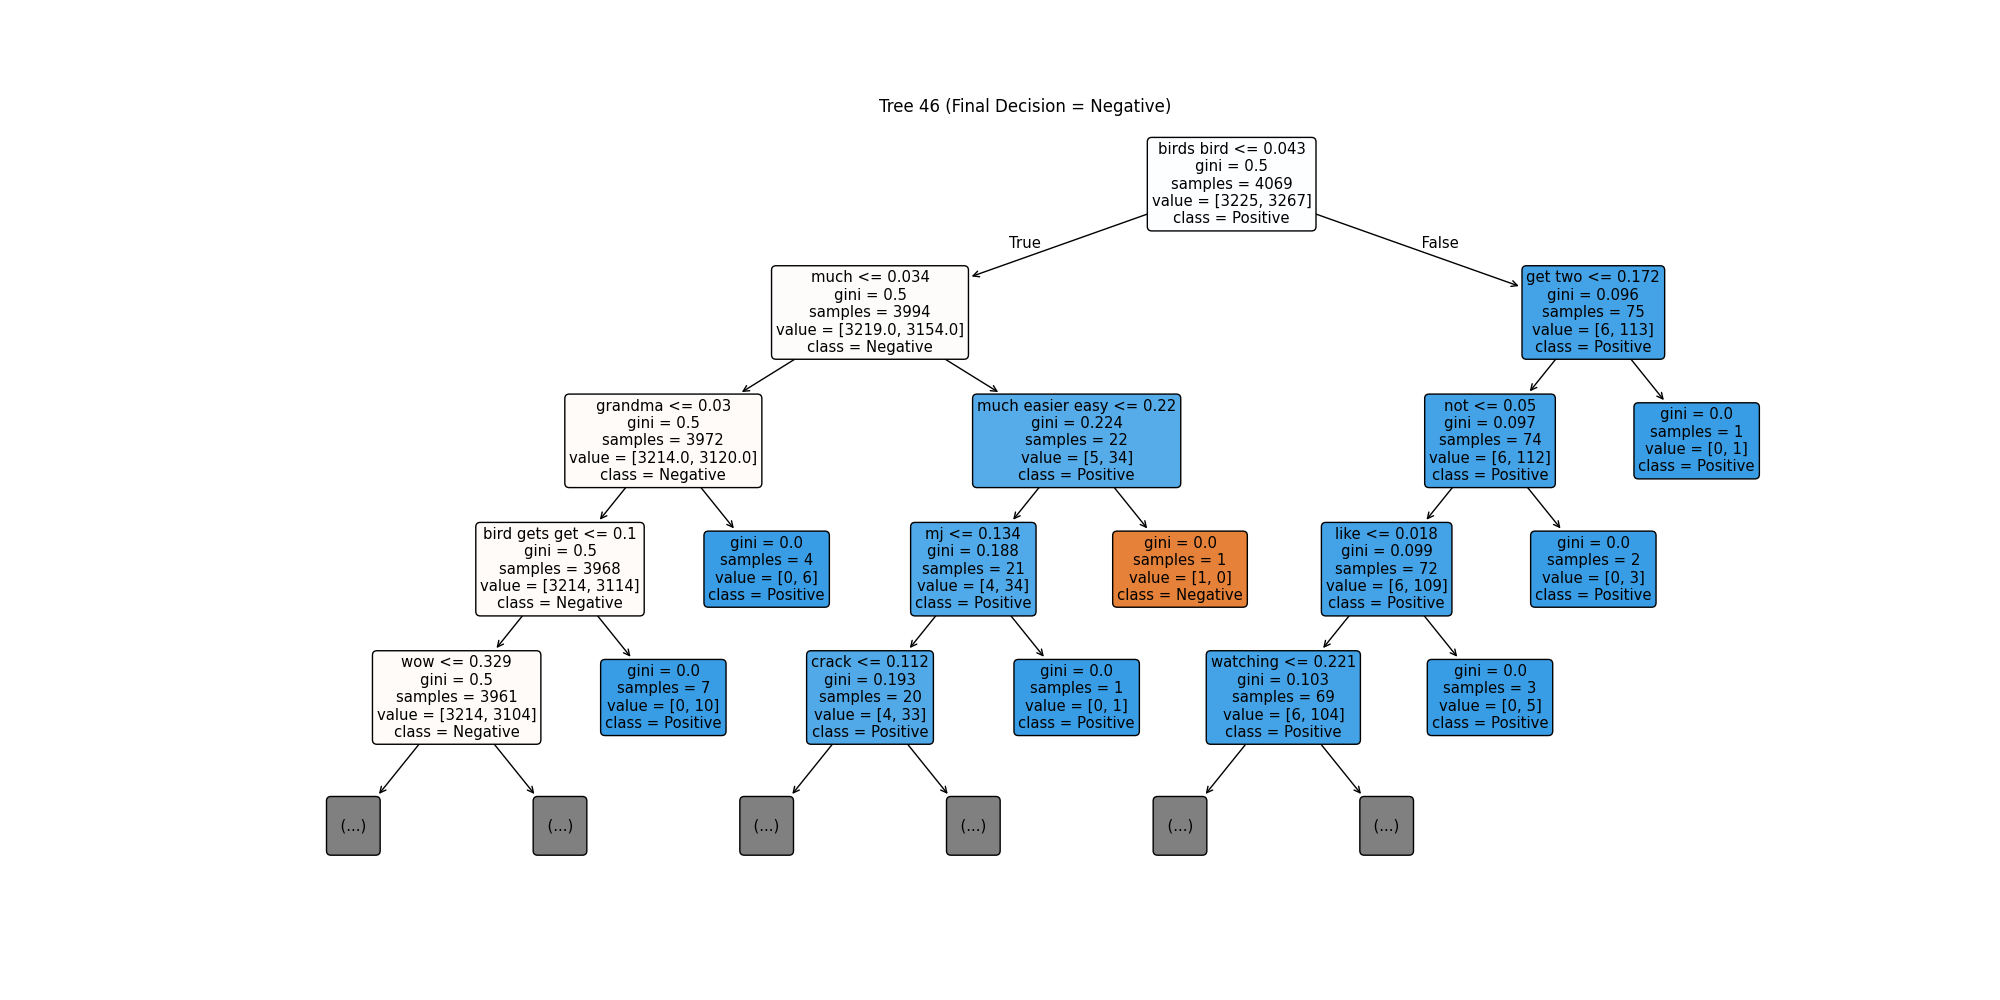 Tree 46 (Final Decision = Negative)
birds bird <= 0.043
gini = 0.5
samples = 4069
value = [3225, 3267]
class = Positive
True
False
much <= 0.034
gini = 0.5
samples = 3994
value = [3219.0, 3154.0]
class = Negative
get two <= 0.172
gini = 0.096
samples = 75
value = [6, 113]
class = Positive
grandma <= 0.03
gini = 0.5
samples = 3972
value = [3214.0, 3120.0]
class = Negative
much easier easy <= 0.22
gini = 0.224
samples = 22
value = [5, 34]
class = Positive
not <= 0.05
gini = 0.097
samples = 74
value = [6, 112]
class = Positive
gini = 0.0
samples = 1
value = [0, 1]
class = Positive
bird gets get <= 0.1
gini = 0.5
samples = 3968
value = [3214, 3114]
class = Negative
gini = 0.0
samples = 4
value = [0, 6]
class = Positive
mj <= 0.134
gini = 0.188
samples = 21
value = [4, 34]
class = Positive
gini = 0.0
samples = 1
value = [1, 0]
class = Negative
like <= 0.018
gini = 0.099
samples = 72
value = [6, 109]
class = Positive
gini = 0.0
samples = 2
value = [0, 3]
class = Positive
wow <= 0.329
gini = 0.5
samples = 3961
value = [3214, 3104]
class = Negative
gini = 0.0
samples = 7
value = [0, 10]
class = Positive
crack <= 0.112
gini = 0.193
samples = 20
value = [4, 33]
class = Positive
gini = 0.0
samples = 1
value = [0, 1]
class = Positive
watching <= 0.221
gini = 0.103
samples = 69
value = [6, 104]
class = Positive
gini = 0.0
samples = 3
value = [0, 5]
class = Positive
(...)
(...)
(...)
(...)
(...)
(...)